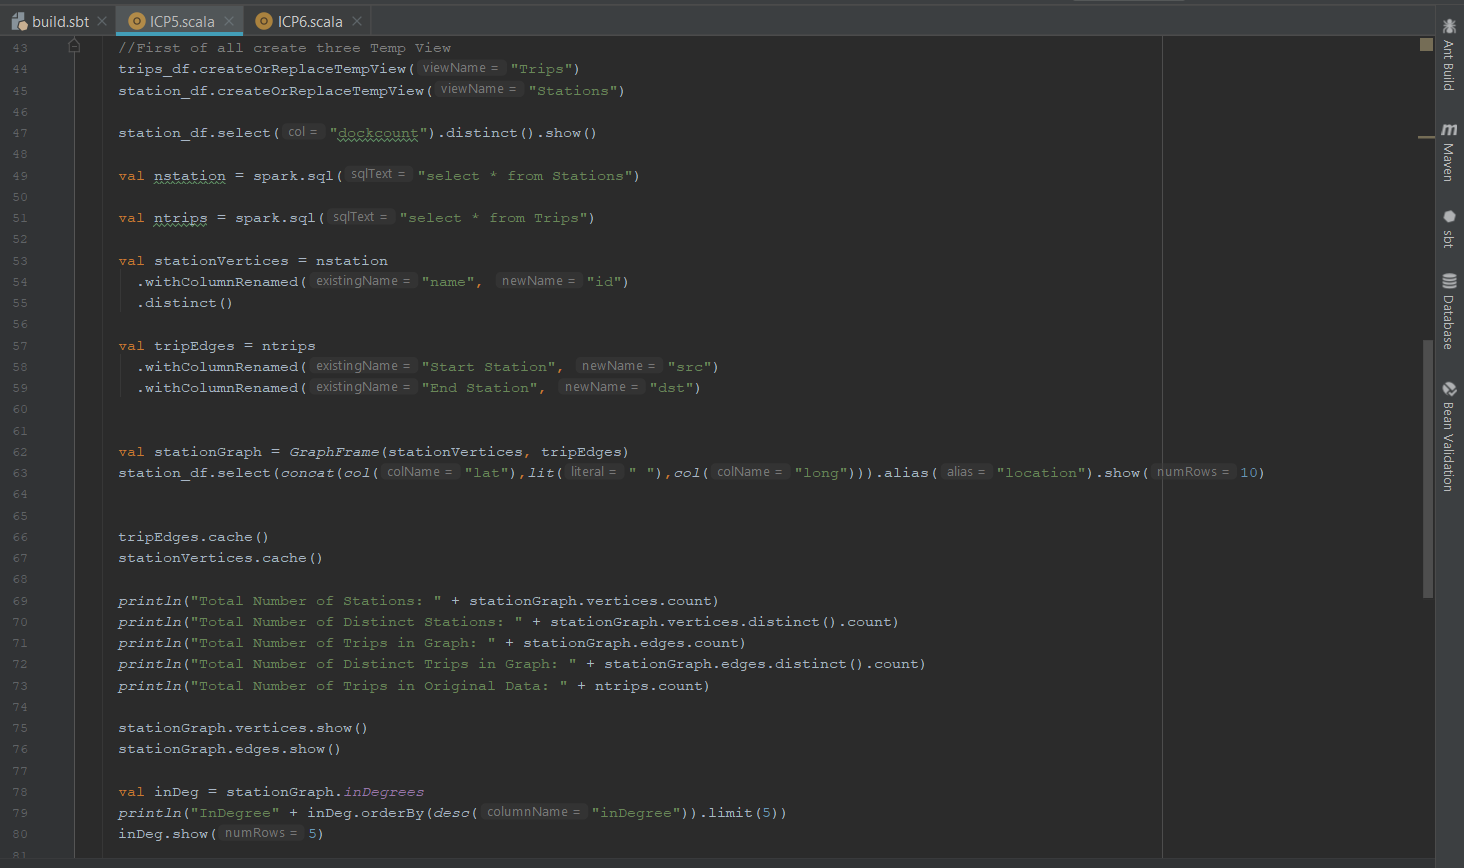 build.sbt ICP5.scala ICP6.scala
43 //First of all create three Temp View
44 trips_df.createOrReplaceTempView( viewName = "Trips")
45 station_df.createOrReplaceTempView( viewName = "Stations")
46
47 station_df.select( col = "dockcount").distinct().show()
48
49 val nstation = spark.sql( sqlText = "select * from Stations")
50
51 val ntrips = spark.sql( sqlText = "select * from Trips")
52
53 val stationVertices = nstation
54 .withColumnRenamed( existingName = "name", newName = "id")
55 .distinct()
56
57 val tripEdges = ntrips
58 .withColumnRenamed( existingName = "Start Station", newName = "src")
59 .withColumnRenamed( existingName = "End Station", newName = "dst")
60
61
62 val stationGraph = GraphFrame(stationVertices, tripEdges)
63 station_df.select(concat(col( colName = "lat"),lit( literal = " "),col( colName = "long"))).alias( alias = "location").show( numRows = 10)
64
65
66 tripEdges.cache()
67 stationVertices.cache()
68
69 println("Total Number of Stations: " + stationGraph.vertices.count)
70 println("Total Number of Distinct Stations: " + stationGraph.vertices.distinct().count)
71 println("Total Number of Trips in Graph: " + stationGraph.edges.count)
72 println("Total Number of Distinct Trips in Graph: " + stationGraph.edges.distinct().count)
73 println("Total Number of Trips in Original Data: " + ntrips.count)
74
75 stationGraph.vertices.show()
76 stationGraph.edges.show()
77
78 val inDeg = stationGraph.inDegrees
79 println("InDegree" + inDeg.orderBy(desc( columnName = "inDegree")).limit(5))
80 inDeg.show( numRows = 5)
81
Ant Build
m Maven
sbt
Database
Bean Validation